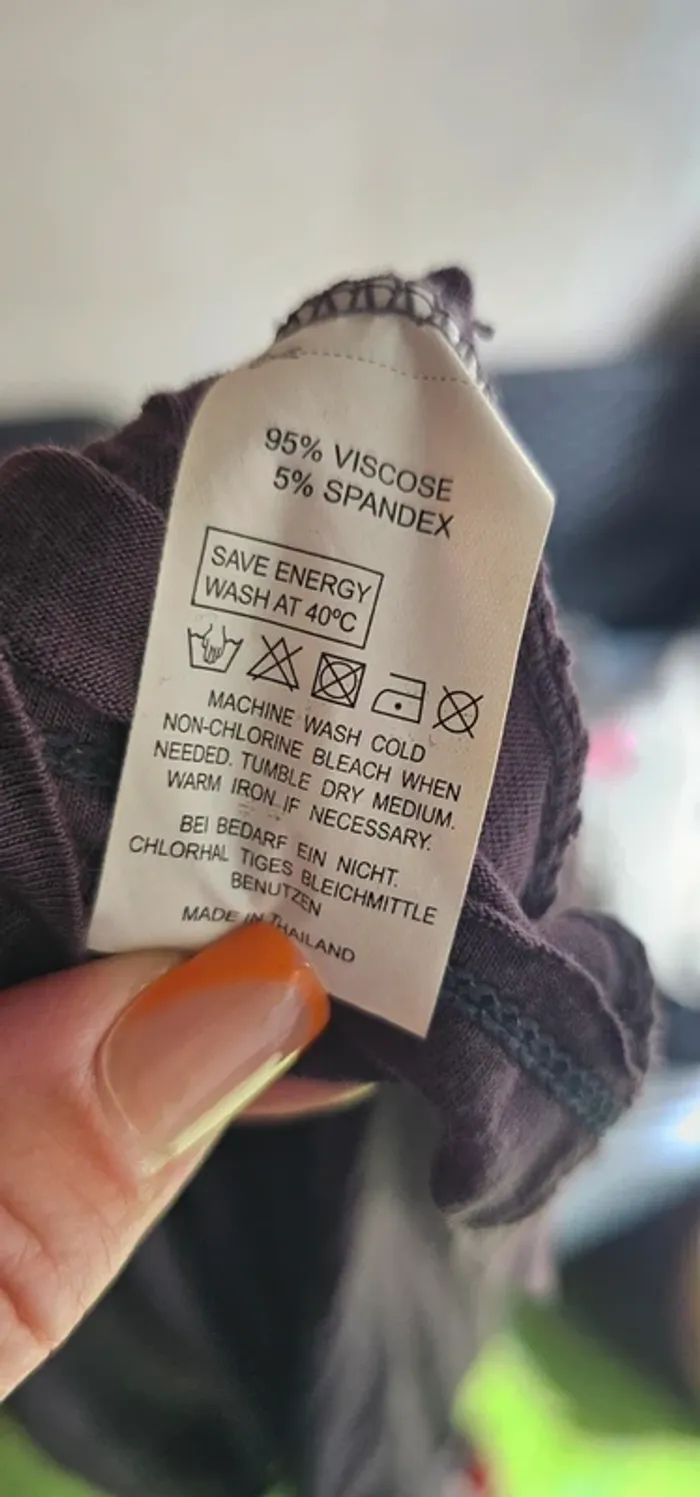 95% VISCOSE
5% SPANDEX
SAVE ENERGY
WASH AT 40ºC
MACHINE WASH COLD
NON-CHLORINE BLEACH WHEN
NEEDED. TUMBLE DRY MEDIUM.
WARM IRON IF NECESSARY.
BEI BEDARF EIN NICHT.
CHLORHAL TIGES BLEICHMITTLE
BENUTZEN
MADE IN THAILAND